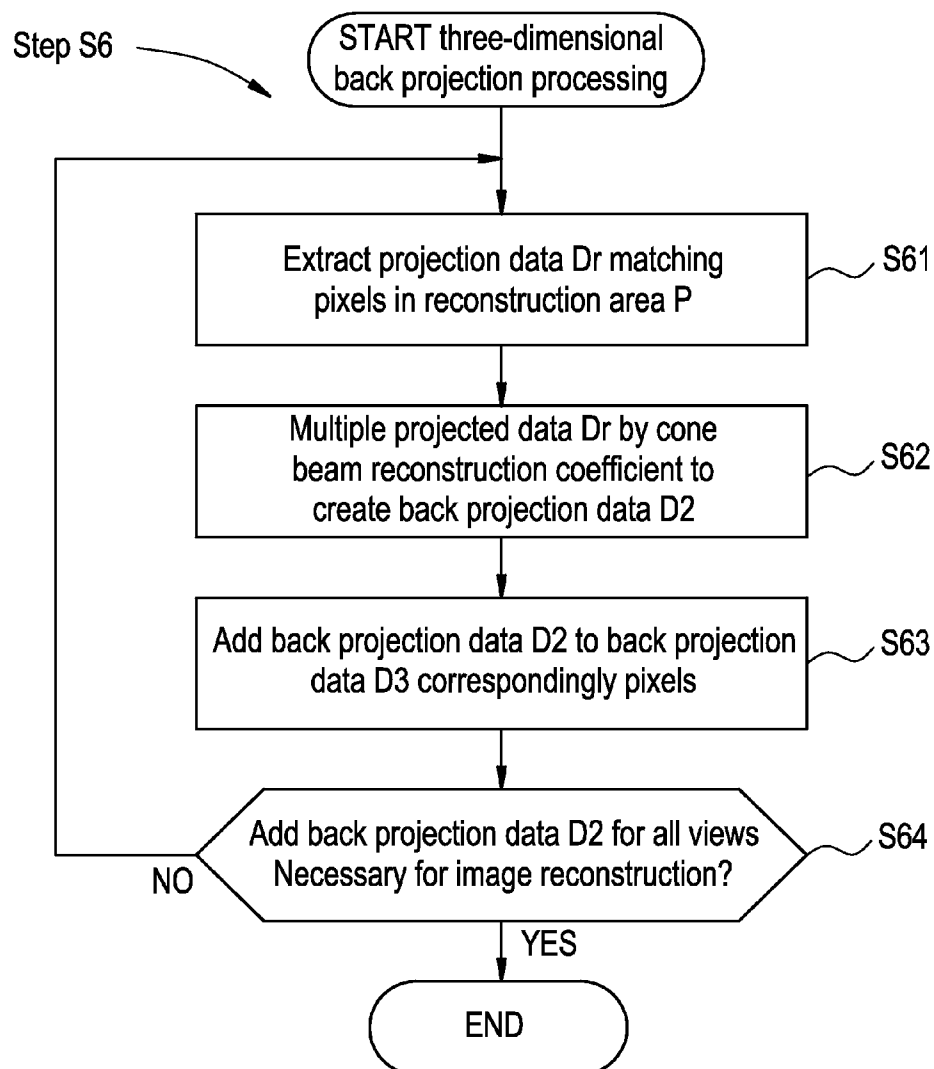 Step S6
START three-dimensional
back projection processing
Extract projection data Dr matching
pixels in reconstruction area P
S61
Multiple projected data Dr by cone
beam reconstruction coefficient to
create back projection data D2
S62
Add back projection data D2 to back projection
data D3 correspondingly pixels
S63
Add back projection data D2 for all views
Necessary for image reconstruction?
S64
NO
YES
END